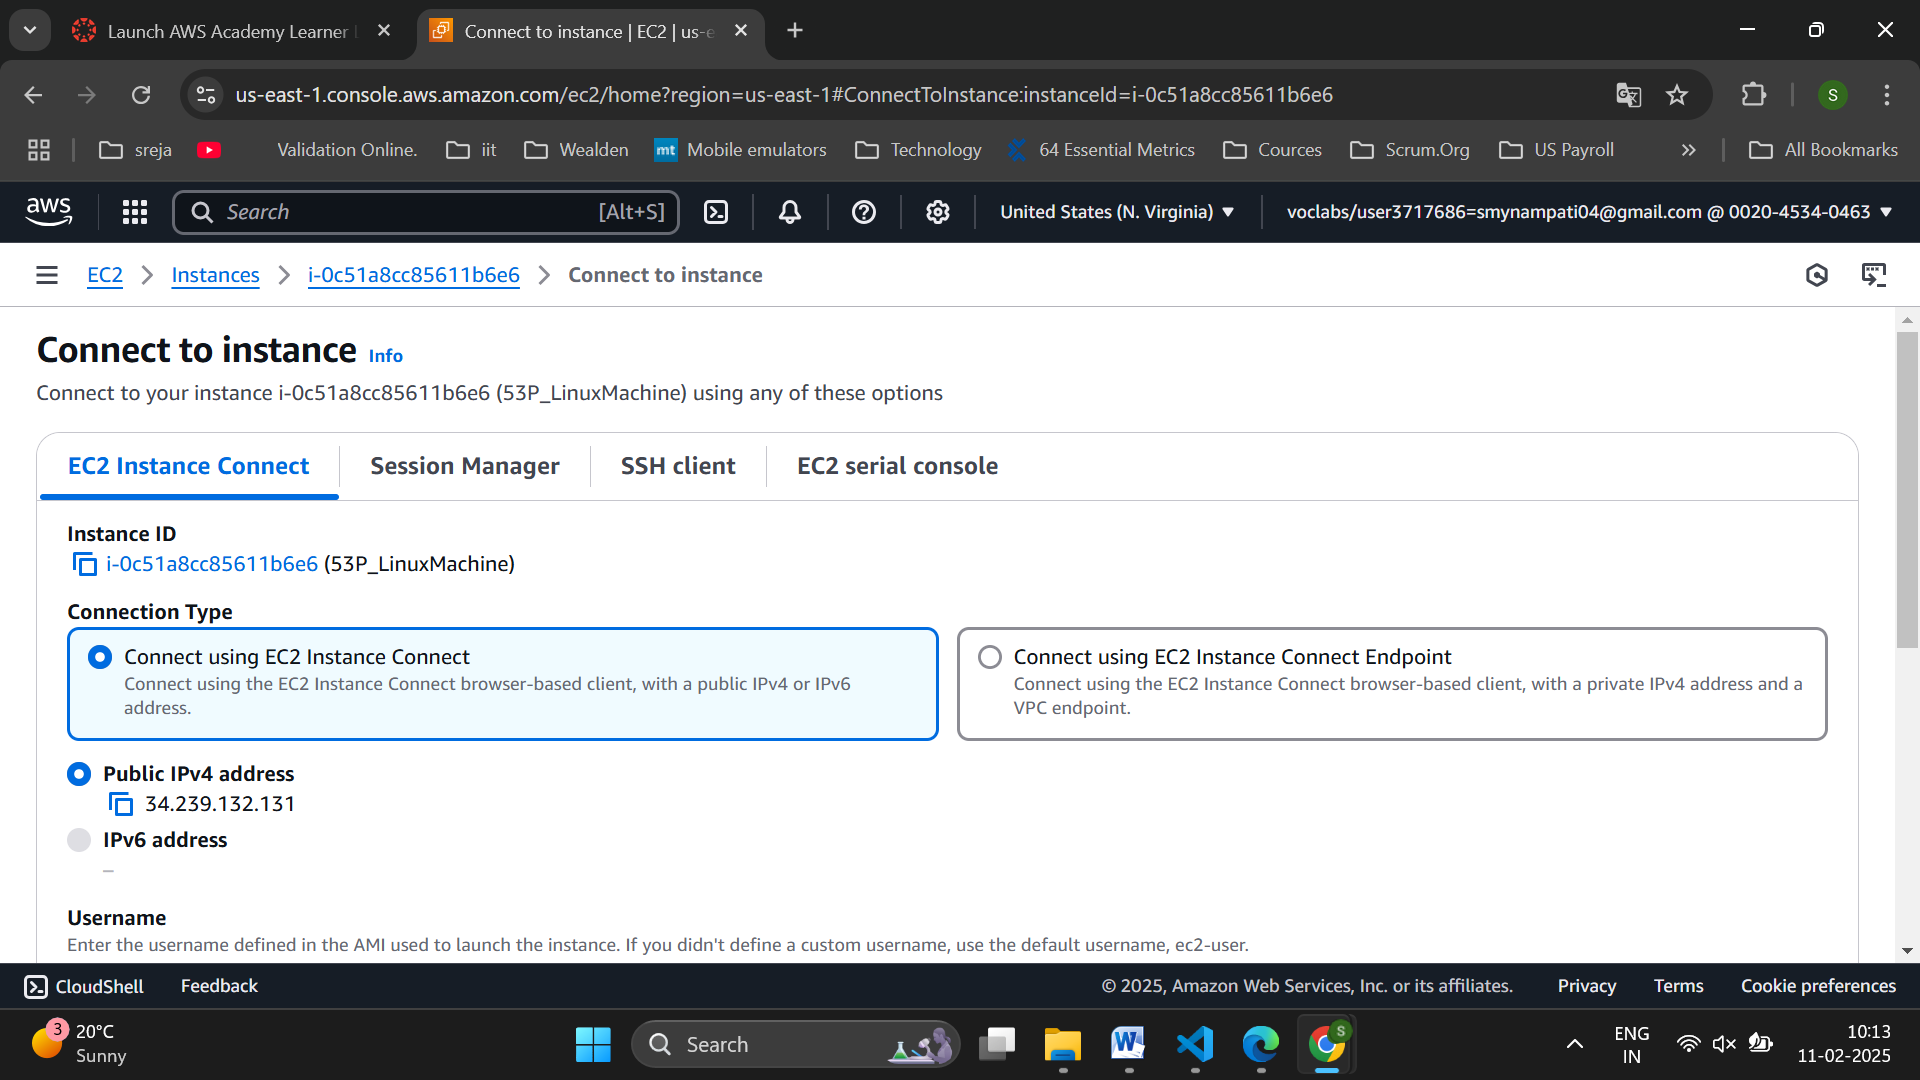 Launch AWS Academy Learner
Connect to instance | EC2 | us-e
us-east-1.console.aws.amazon.com/ec2/home?region=us-east-1#ConnectToInstance:instanceId=i-0c51a8cc85611b6e6
S
sreja
Validation Online.
iit
Wealden
mt Mobile emulators
Technology
64 Essential Metrics
Cources
Scrum.Org
US Payroll
All Bookmarks
aws
Search
[Alt+S]
United States (N. Virginia)
voclabs/user3717686=smynampati04@gmail.com @ 0020-4534-0463
EC2 > Instances > i-0c51a8cc85611b6e6 > Connect to instance
Connect to instance Info
Connect to your instance i-0c51a8cc85611b6e6 (53P_LinuxMachine) using any of these options
EC2 Instance Connect
Session Manager
SSH client
EC2 serial console
Instance ID
i-0c51a8cc85611b6e6 (53P_LinuxMachine)
Connection Type
Connect using EC2 Instance Connect
Connect using the EC2 Instance Connect browser-based client, with a public IPv4 or IPv6
address.
Connect using EC2 Instance Connect Endpoint
Connect using the EC2 Instance Connect browser-based client, with a private IPv4 address and a
VPC endpoint.
Public IPv4 address
34.239.132.131
IPv6 address
–
Username
Enter the username defined in the AMI used to launch the instance. If you didn't define a custom username, use the default username, ec2-user.
CloudShell
Feedback
© 2025, Amazon Web Services, Inc. or its affiliates.
Privacy
Terms
Cookie preferences
3
20°C
Sunny
Search
W
S
ENG
IN
10:13
11-02-2025